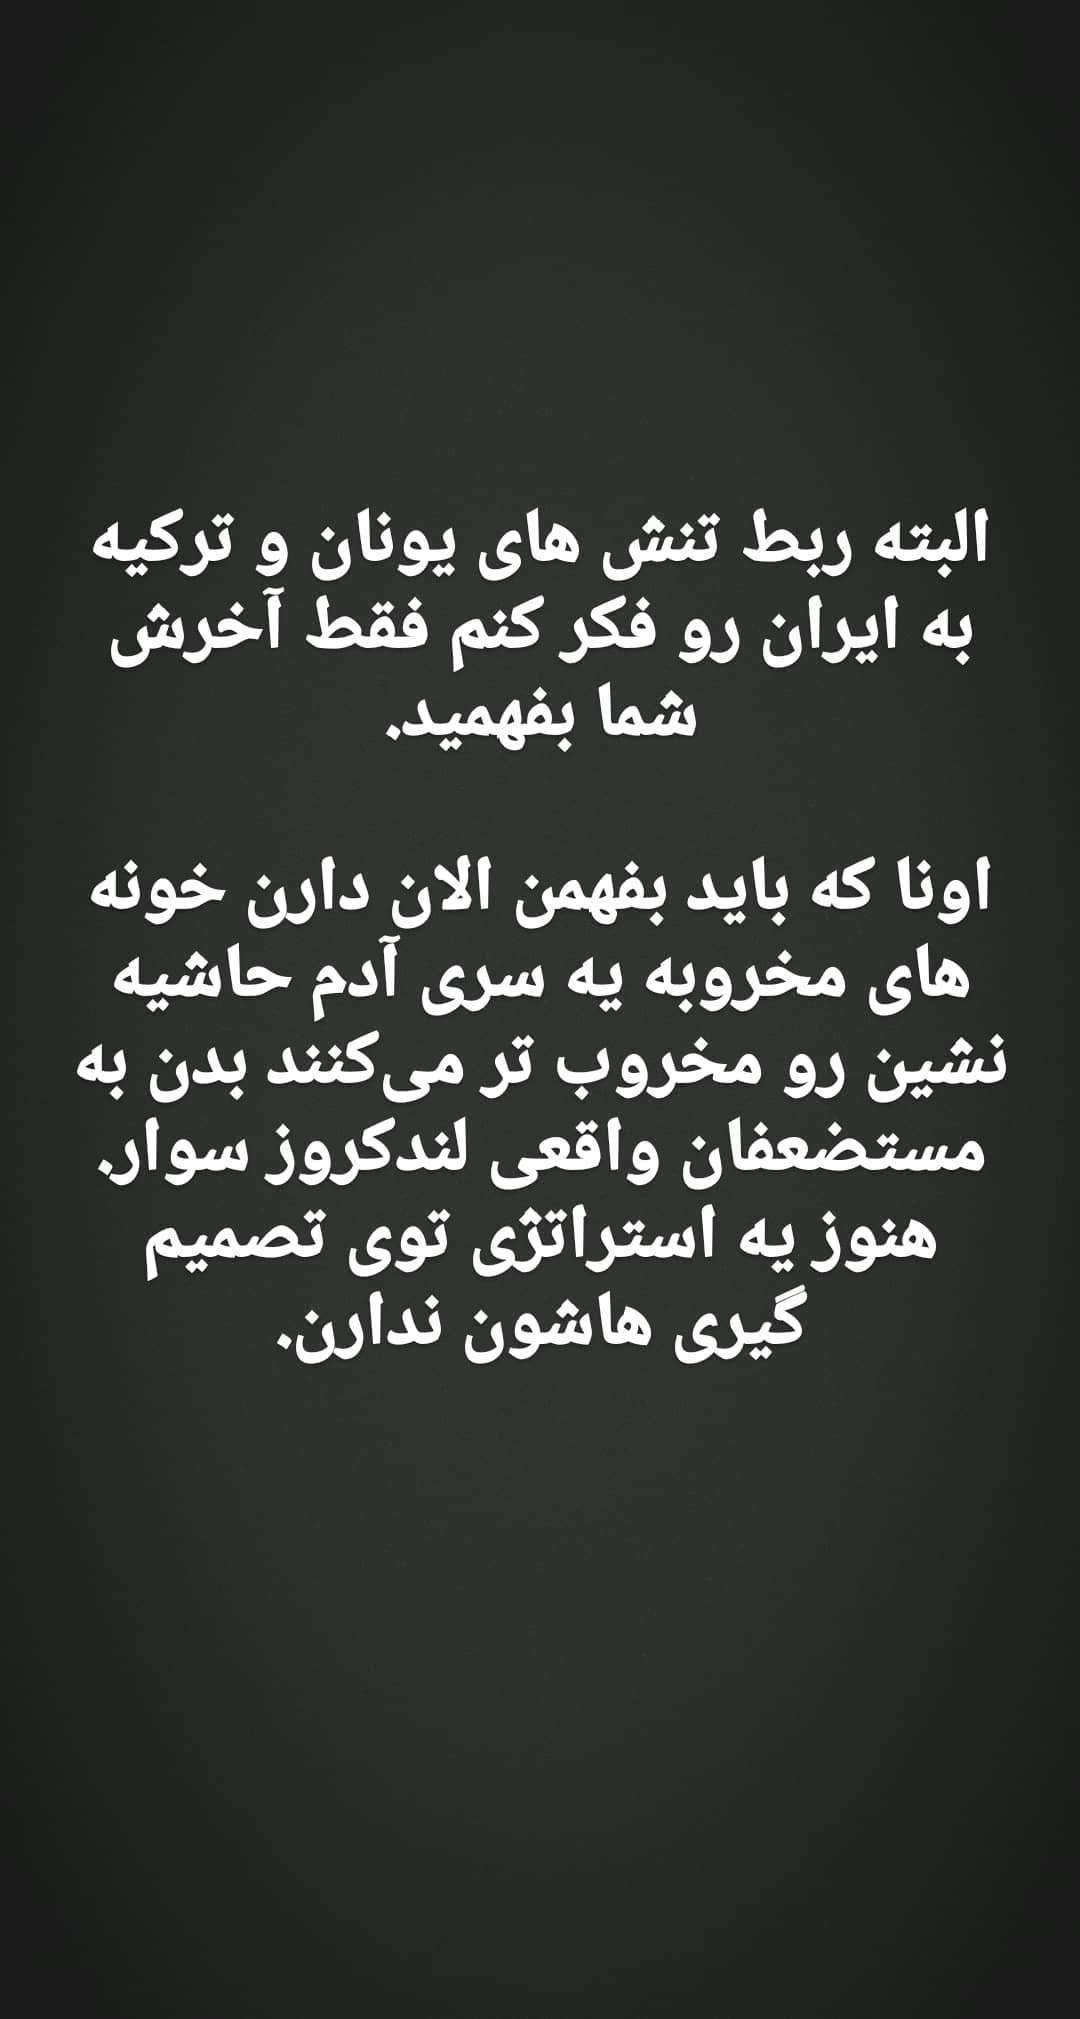 البته ربط تنش های یونان و ترکیه
به ایران رو فکر کنم فقط آخرش
شما بفهمید.
اونا که باید بفهمن الان دارن خونه
های مخروبه یه سری آدم حاشیه
نشین رو مخروب تر می‌کنند بدن به
مستضعفان واقعی لندکروز سوار.
هنوز یه استراتژی توی تصمیم
گیری هاشون ندارن.